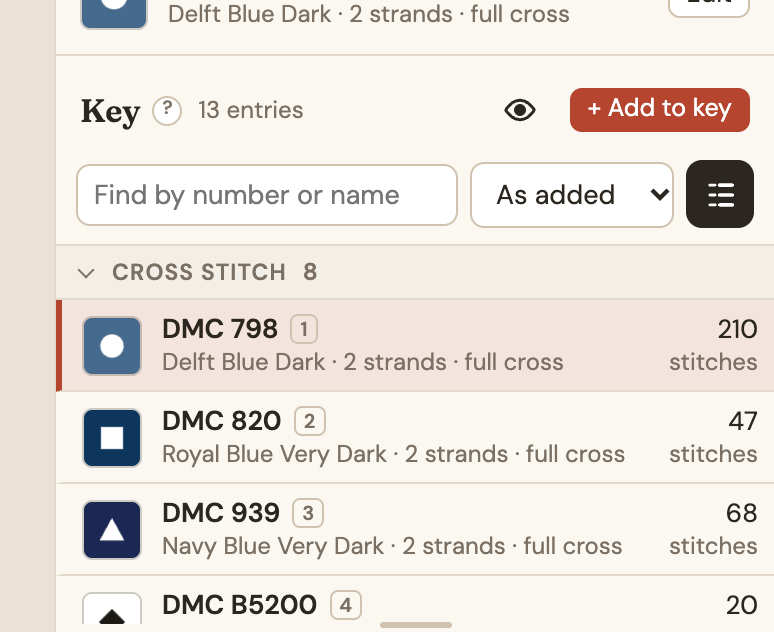 Delft Blue Dark · 2 strands · full cross
Edit
Key ? 13 entries
+ Add to key
Find by number or name
As added
CROSS STITCH 8
DMC 798 1 210
Delft Blue Dark · 2 strands · full cross stitches
DMC 820 2 47
Royal Blue Very Dark · 2 strands · full cross stitches
DMC 939 3 68
Navy Blue Very Dark · 2 strands · full cross stitches
DMC B5200 4 20